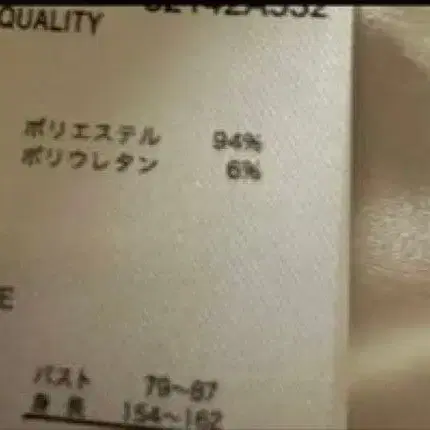 QUALITY
ポリエステル 94%
ポリウレタン 6%
E
バスト 79~87
身長 154~162